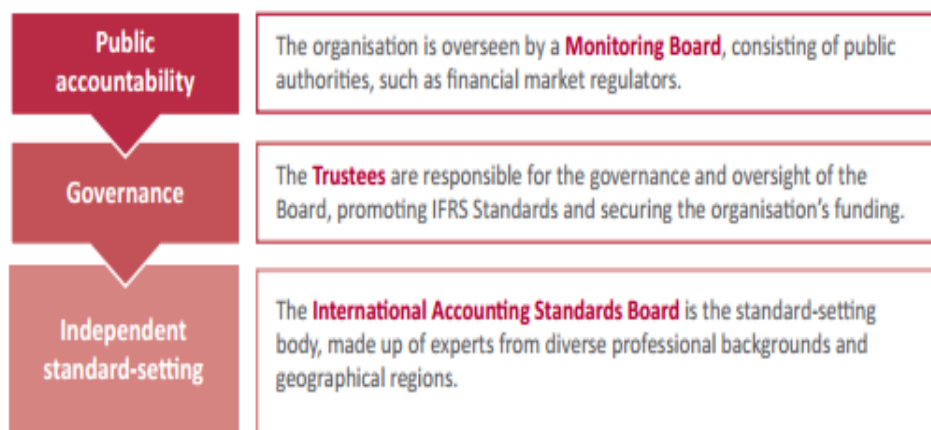 Public
accountability
The organisation is overseen by a Monitoring Board, consisting of public
authorities, such as financial market regulators.
Governance
The Trustees are responsible for the governance and oversight of the
Board, promoting IFRS Standards and securing the organisation's funding.
Independent
standard-setting
The International Accounting Standards Board is the standard-setting
body, made up of experts from diverse professional backgrounds and
geographical regions.